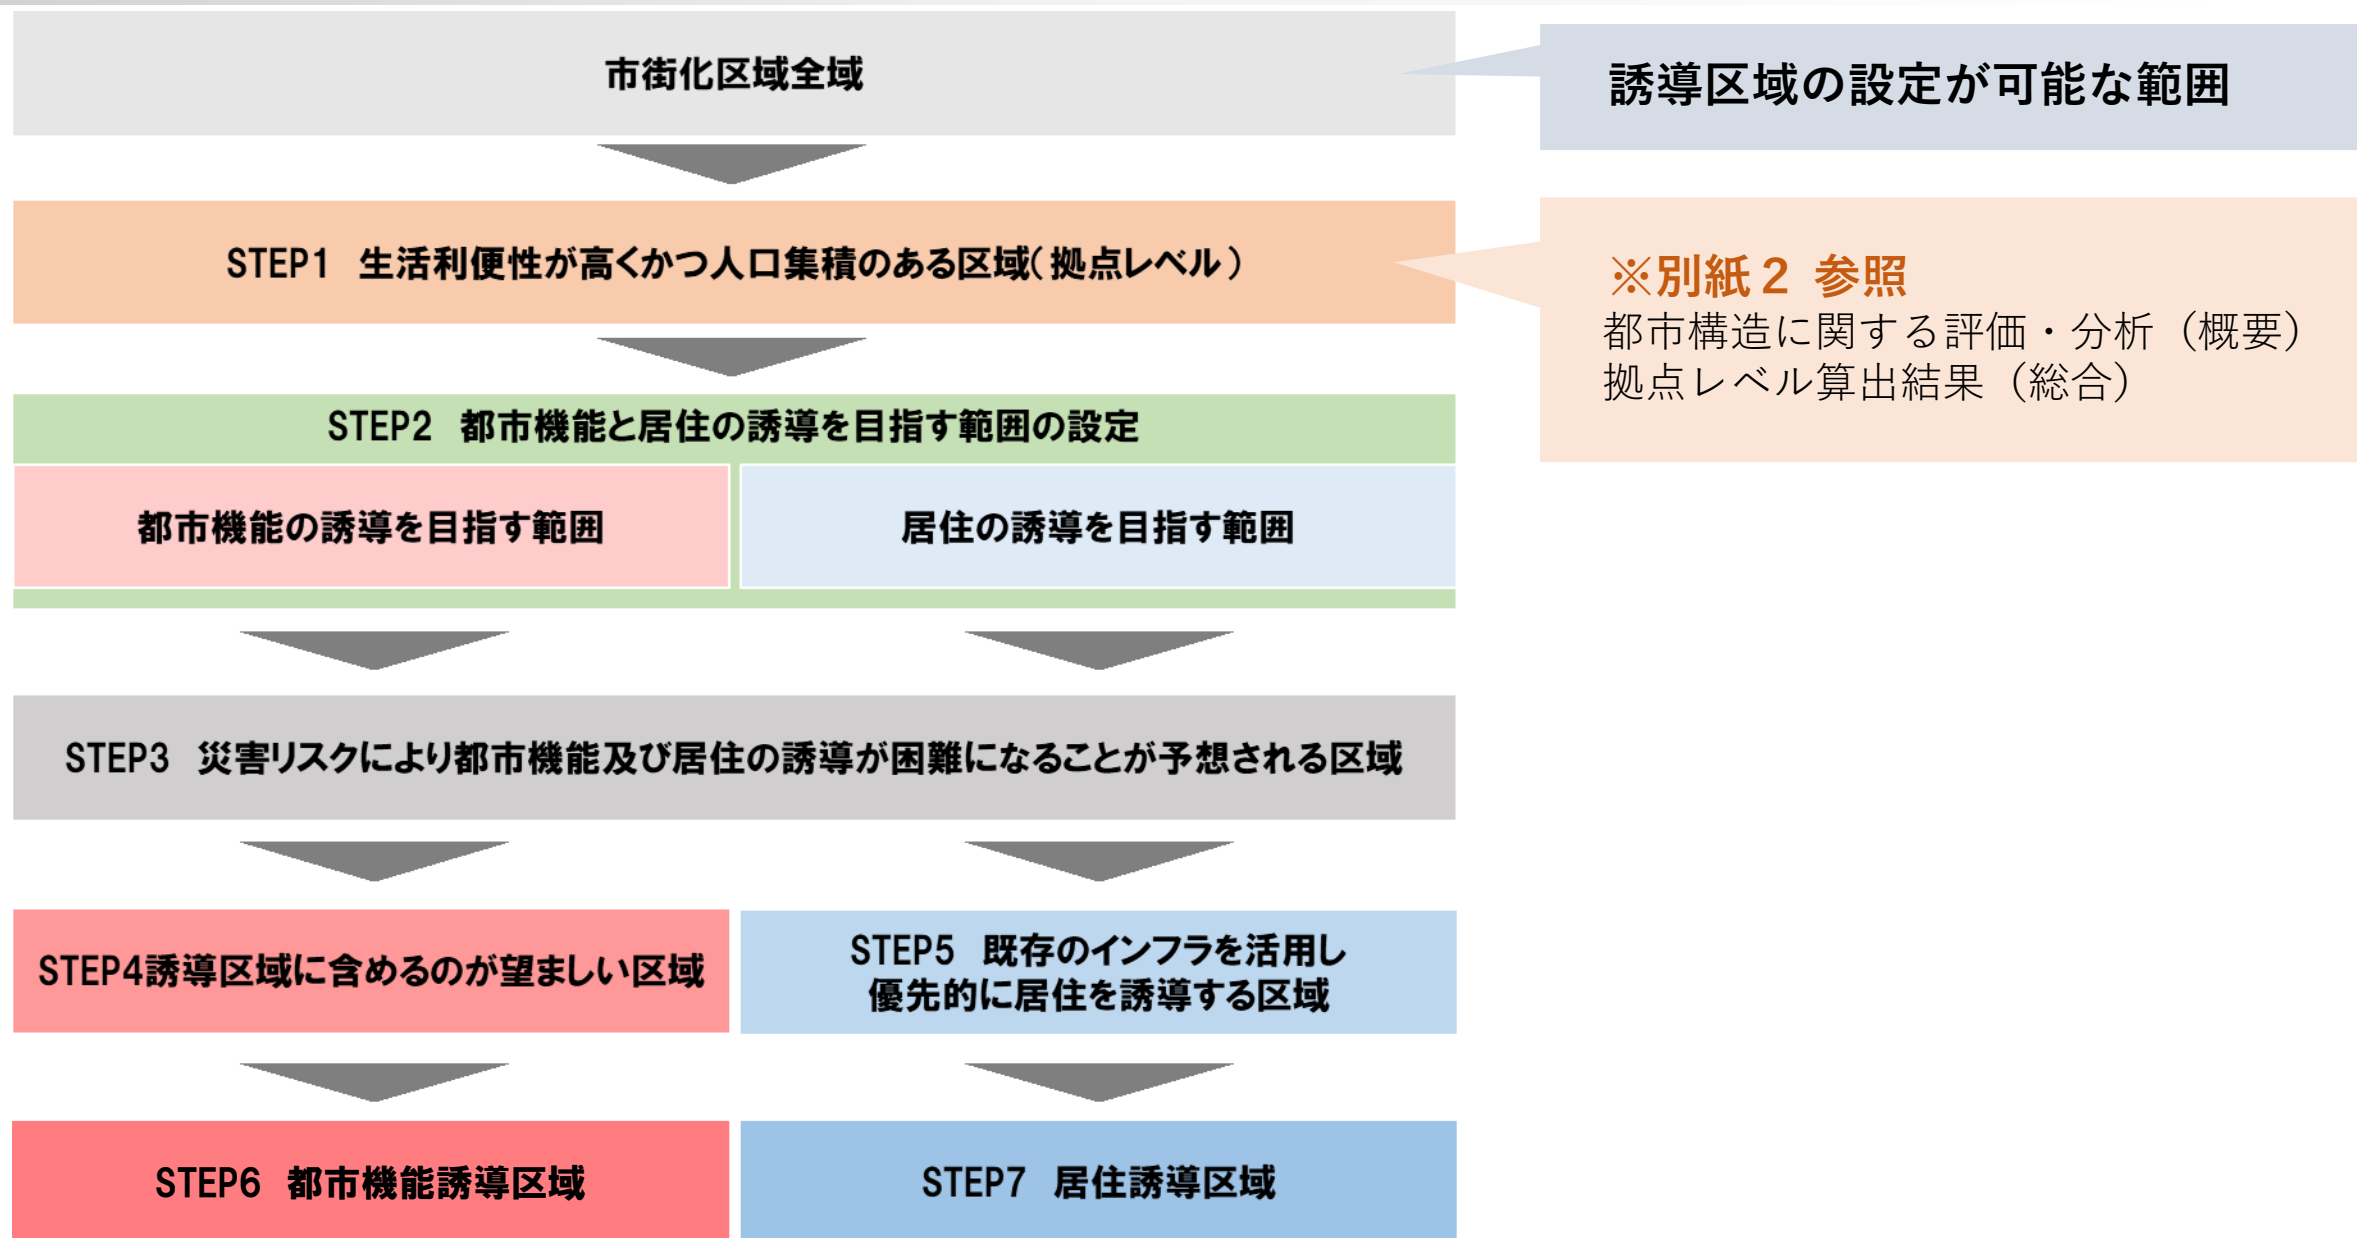 市街化区域全域
誘導区域の設定が可能な範囲
STEP1 生活利便性が高くかつ人口集積のある区域(拠点レベル)
※別紙2 参照
都市構造に関する評価・分析(概要)
拠点レベル算出結果(総合)
STEP2 都市機能と居住の誘導を目指す範囲の設定
都市機能の誘導を目指す範囲
居住の誘導を目指す範囲
STEP3 災害リスクにより都市機能及び居住の誘導が困難になることが予想される区域
STEP4誘導区域に含めるのが望ましい区域
STEP5 既存のインフラを活用し
優先的に居住を誘導する区域
STEP6 都市機能誘導区域
STEP7 居住誘導区域